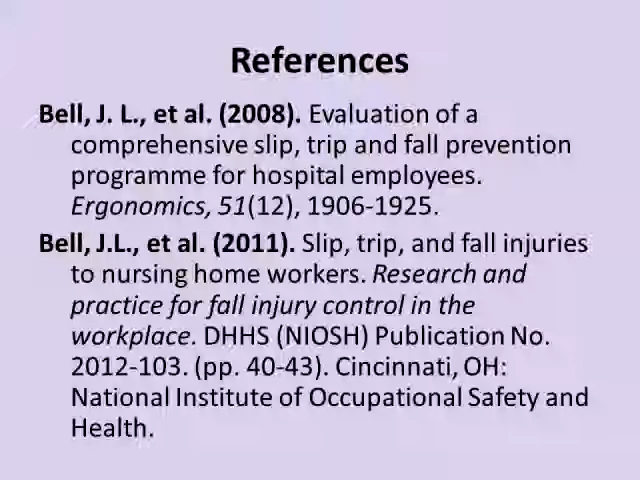 References
Bell, J. L., et al. (2008). Evaluation of a
comprehensive slip, trip and fall prevention
programme for hospital employees.
Ergonomics, 51(12), 1906-1925.
Bell, J.L., et al. (2011). Slip, trip, and fall injuries
to nursing home workers. Research and
practice for fall injury control in the
workplace. DHHS (NIOSH) Publication No.
2012-103. (pp. 40-43). Cincinnati, OH:
National Institute of Occupational Safety and
Health.